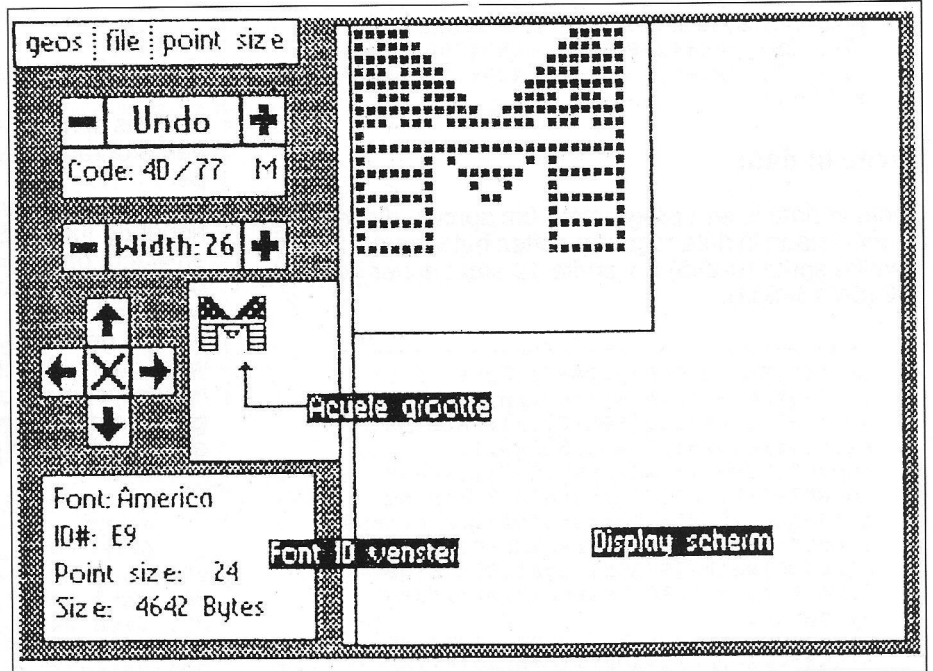 geos file point size
Undo
Code: 4D/77 M
Width: 26
Acuele grootte
Font: America
ID#: E9
Point size: 24
Size: 4642 Bytes
Font ID venster
Display scherm